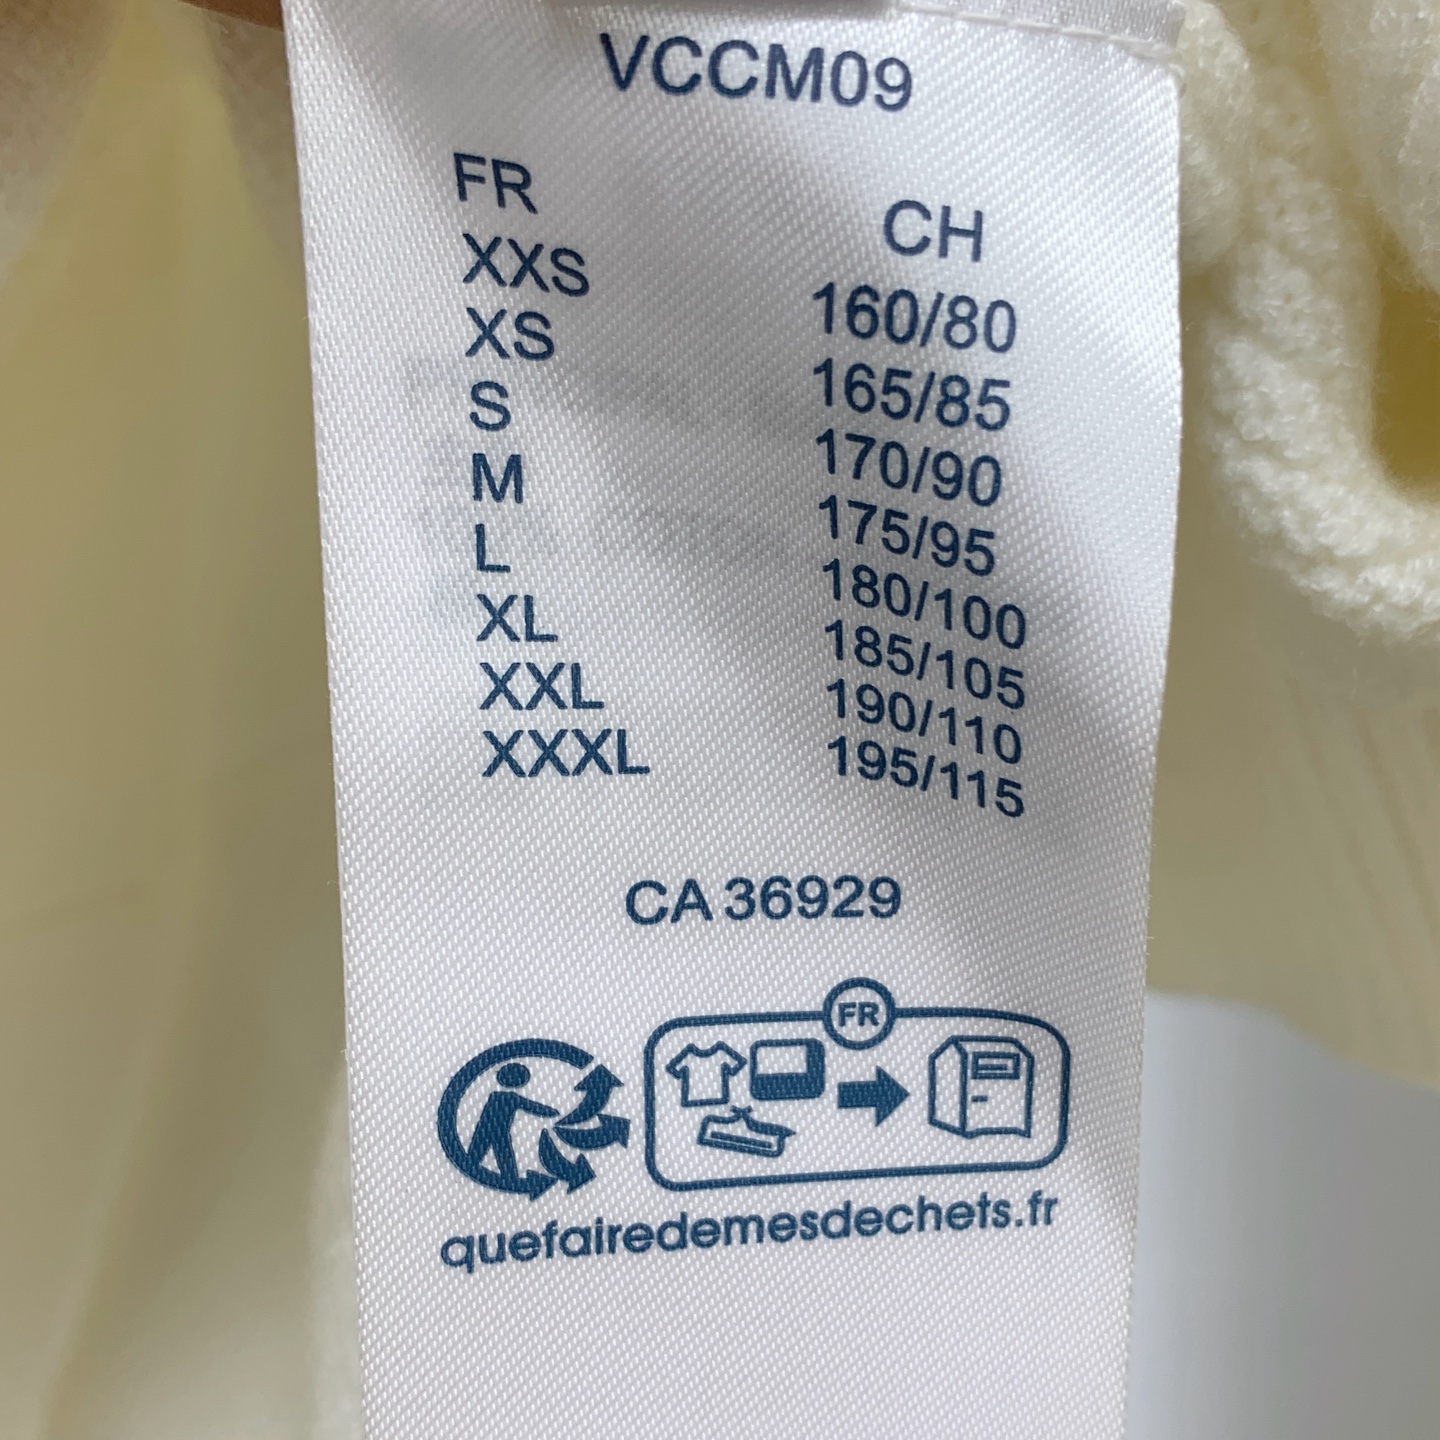 VCCM09
FR CH
XXS 160/80
XS 165/85
S 170/90
M 175/95
L 180/100
XL 185/105
XXL 190/110
XXXL 195/115
CA 36929
FR
quefairedemesdechets.fr